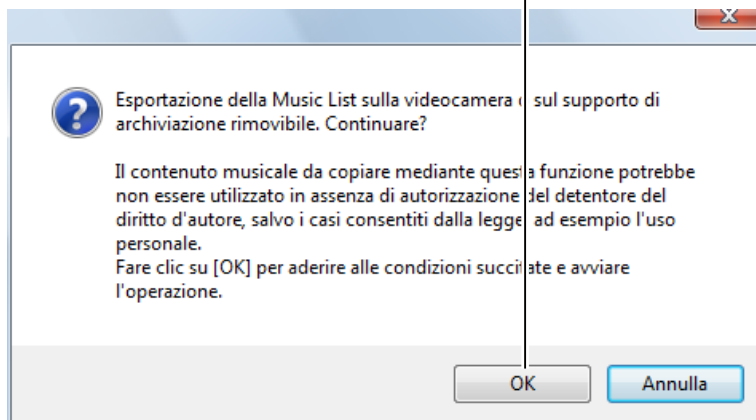 Esportazione della Music List sulla videocamera o sul supporto di
archiviazione rimovibile. Continuare?
Il contenuto musicale da copiare mediante questa funzione potrebbe
non essere utilizzato in assenza di autorizzazione del detentore del
diritto d'autore, salvo i casi consentiti dalla legge, ad esempio l'uso
personale.
Fare clic su [OK] per aderire alle condizioni succitate e avviare
l'operazione.
OK
Annulla